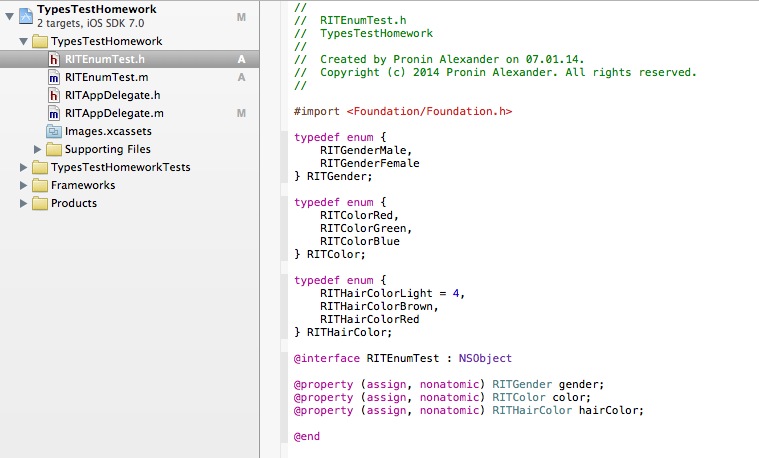 TypesTestHomework
M
2 targets, iOS SDK 7.0
TypesTestHomework
h RITEnumTest.h A
m RITEnumTest.m A
h RITAppDelegate.h
m RITAppDelegate.m M
Images.xcassets
Supporting Files
TypesTestHomeworkTests
Frameworks
Products
//
//  RITEnumTest.h
//  TypesTestHomework
//
//  Created by Pronin Alexander on 07.01.14.
//  Copyright (c) 2014 Pronin Alexander. All rights reserved.
//
#import <Foundation/Foundation.h>
typedef enum {
    RITGenderMale,
    RITGenderFemale
} RITGender;
typedef enum {
    RITColorRed,
    RITColorGreen,
    RITColorBlue
} RITColor;
typedef enum {
    RITHairColorLight = 4,
    RITHairColorBrown,
    RITHairColorRed
} RITHairColor;
@interface RITEnumTest : NSObject
@property (assign, nonatomic) RITGender gender;
@property (assign, nonatomic) RITColor color;
@property (assign, nonatomic) RITHairColor hairColor;
@end